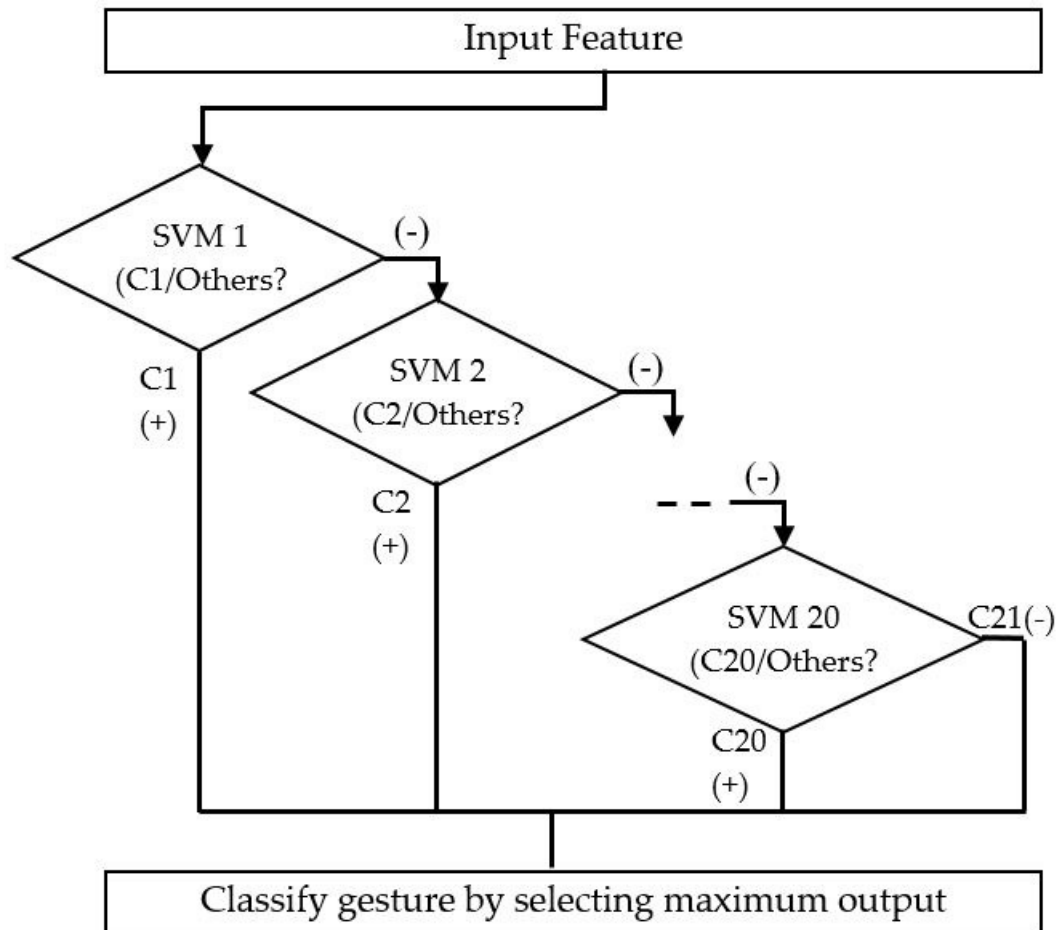 Input Feature
SVM 1
(C1/Others?
(-)
C1
(+)
SVM 2
(C2/Others?
(-)
C2
(+)
(-)
SVM 20
(C20/Others?
C21(-)
C20
(+)
Classify gesture by selecting maximum output